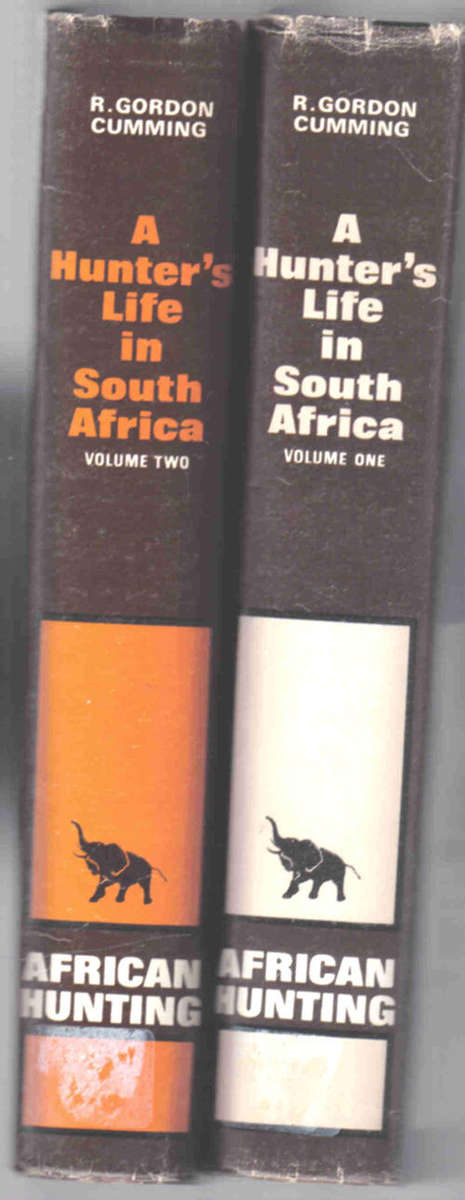 R. GORDON
CUMMING
A
Hunter's
Life
in
South
Africa
VOLUME TWO
AFRICAN
HUNTING
R. GORDON
CUMMING
A
Hunter's
Life
in
South
Africa
VOLUME ONE
AFRICAN
HUNTING